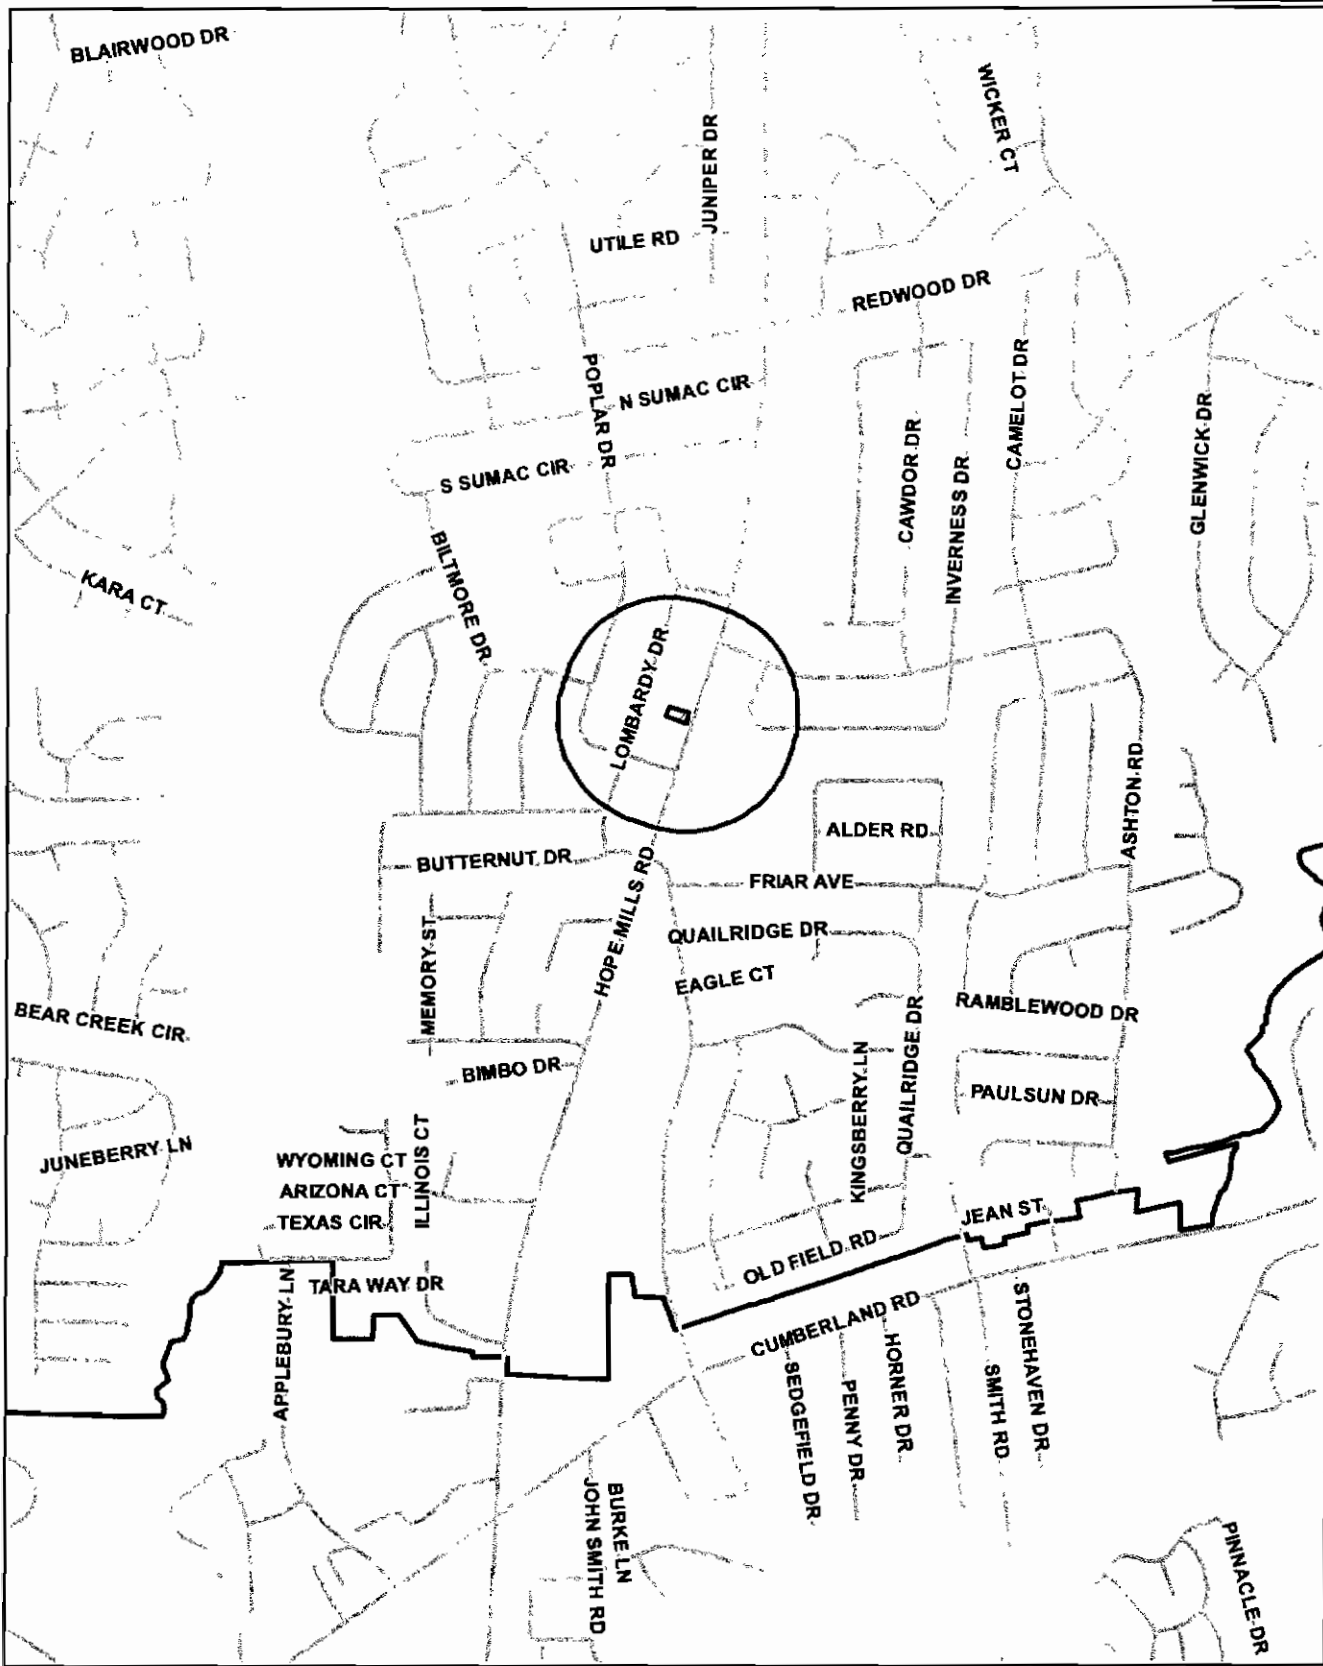 BLAIRWOOD DR
WICKER CT
JUNIPER DR
UTILE RD
REDWOOD DR
POPLAR DR
N SUMAC CIR
CAMELOT DR
GLENWICK DR
CAWDOR DR
INVERNESS DR
S SUMAC CIR
BILTMORE DR
KARA CT
LOMBARDY DR
ASHTON RD
ALDER RD
BUTTERNUT DR
HOPE MILLS RD
FRIAR AVE
MEMORY ST
QUAILRIDGE DR
EAGLE CT
BEAR CREEK CIR
RAMBLEWOOD DR
QUAILRIDGE DR
KINGSBERRY LN
BIMBO DR
PAULSUN DR
JUNEBERRY LN
WYOMING CT
ILLINOIS CT
ARIZONA CT
TEXAS CIR
JEAN ST
OLD FIELD RD
TARA WAY DR
APPLEBURY LN
CUMBERLAND RD
STONEHAVEN DR
SEDGEFIELD DR
PENNY DR
HORNER DR
SMITH RD
BURKE LN
JOHN SMITH RD
PINNACLE DR